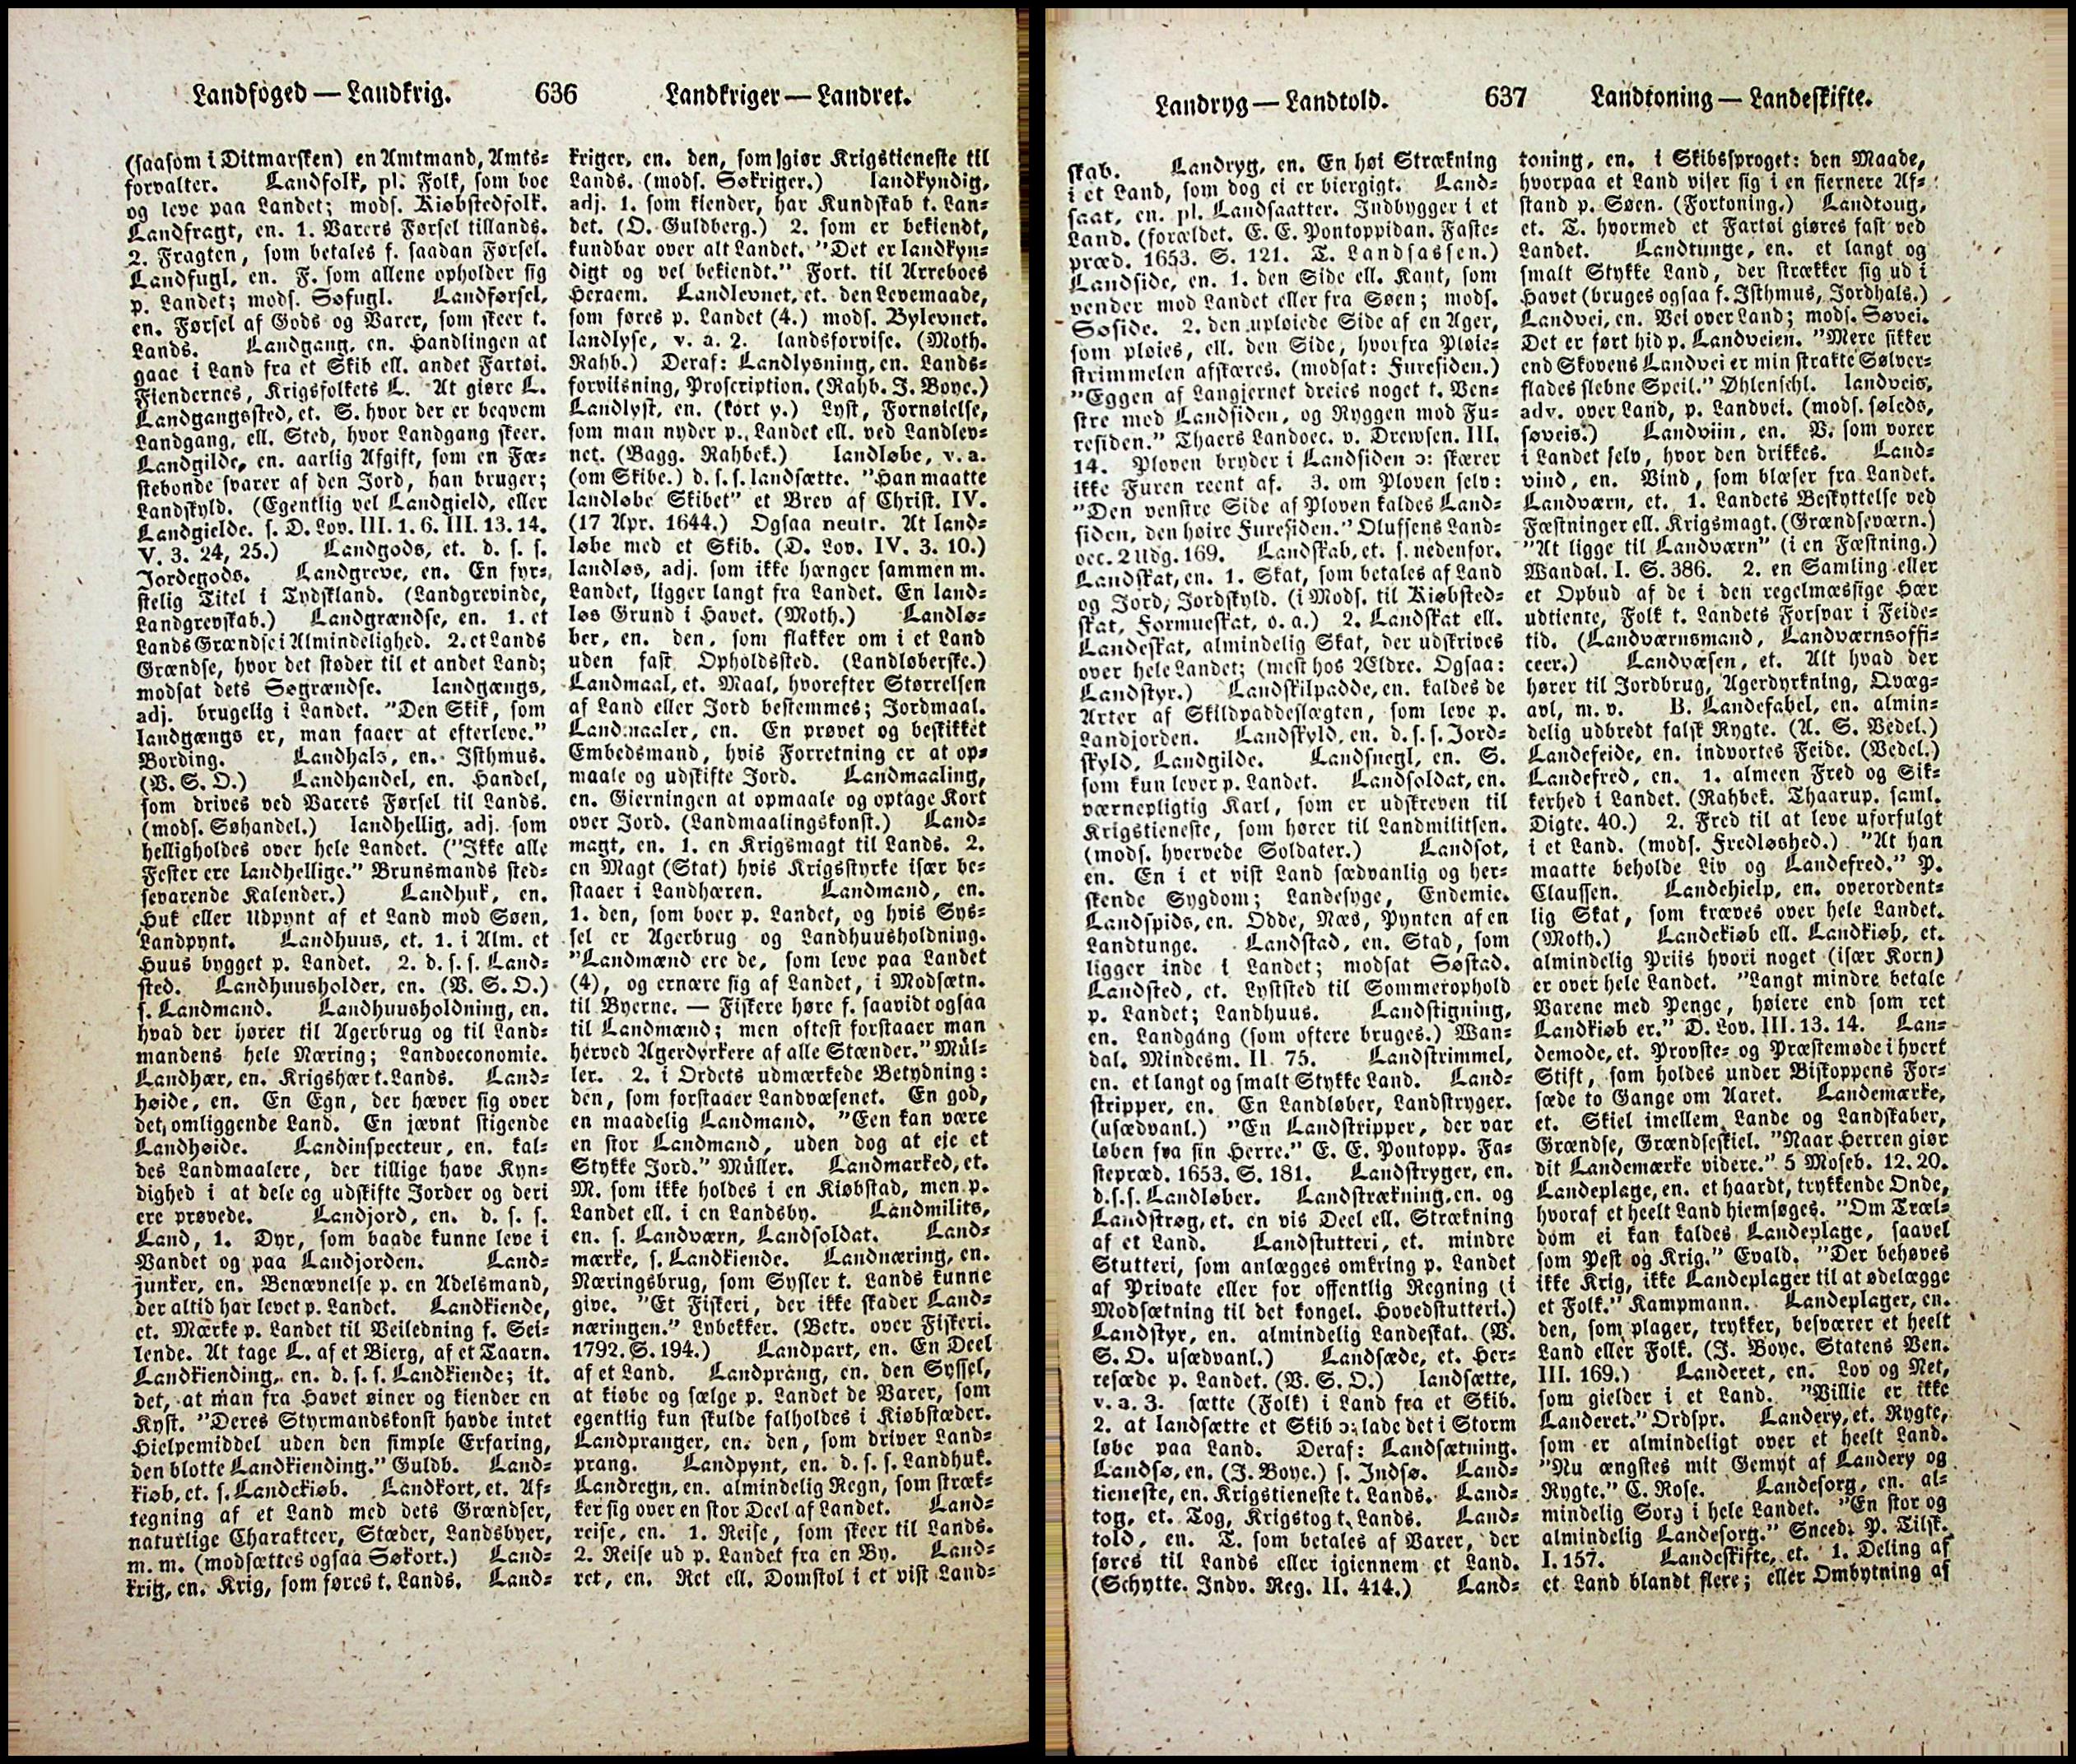 Landfoged — Landkrig. 636 Landkriger — Landret.
(saasom i Ditmarsken) en Amtmand, Amts-
forvalter. Landfolk, pl. Folk, som boe
og leve paa Landet; mods. Kiøbstedfolk.
Landfragt, en. 1. Varers Førsel tillands.
2. Fragten, som betales f. saadan Førsel.
Landfugl, en. F. som allene opholder sig
p. Landet; mods. Søfugl. Landførsel,
en. Førsel af Gods og Varer, som skeer t.
Lands. Landgang, en. Handlingen at
gaae i Land fra et Skib ell. andet Fartøi.
Fiendernes, Krigsfolkets L. At giøre L.
Landgangssted, et. S. hvor der er beqvem
Landgang, ell. Sted, hvor Landgang skeer.
Landgilde, en. aarlig Afgift, som en Fæ-
stebonde svarer af den Jord, han bruger;
Landskyld. (Egentlig vel Landgield, eller
Landgielde. s. D. Lov. III. 1. 6. III. 13. 14.
V. 3. 24, 25.) Landgods, et. d. s. s.
Jordegods. Landgreve, en. En fyr-
stelig Titel i Tydskland. (Landgrevinde,
Landgrevskab.) Landgrændse, en. 1. et
Lands Grændse i Almindelighed. 2. et Lands
Grændse, hvor det støder til et andet Land;
modsat dets Søgrændse. landgængs,
adj. brugelig i Landet. "Den Skik, som
landgængs er, man faaer at efterleve."
Bording. Landhals, en. Isthmus.
(V. S. O.) Landhandel, en. Handel,
som drives ved Varers Førsel til Lands.
(mods. Søhandel.) landhellig, adj. som
helligholdes over hele Landet. ("Ikke alle
Fester ere landhellige." Brunsmands sted-
sevarende Kalender.) Landhuk, en.
Huk eller Udpynt af et Land mod Søen,
Landpynt. Landhuus, et. 1. i Alm. et
Huus bygget p. Landet. 2. d. s. s. Land-
sted. Landhuusholder, en. (V. S. O.)
s. Landmand. Landhuusholdning, en.
hvad der hører til Agerbrug og til Land-
mandens hele Næring; Landoeconomie.
Landhær, en. Krigshær t. Lands. Land-
høide, en. En Egn, der hæver sig over
det omliggende Land. En jævnt stigende
Landhøide. Landinspecteur, en. kal-
des Landmaalere, der tillige have Kyn-
dighed i at dele og udskifte Jorder og deri
ere prøvede. Landjord, en. d. s. s.
Land, 1. Dyr, som baade kunne leve i
Vandet og paa Landjorden. Land-
junker, en. Benævnelse p. en Adelsmand,
der altid har levet p. Landet. Landkiende,
et. Mærke p. Landet til Veiledning f. Sei-
lende. At tage L. af et Bierg, af et Taarn.
Landkiending, en. d. s. s. Landkiende; it.
det, at man fra Havet øiner og kiender en
Kyst. "Deres Styrmandskonst havde intet
Hielpemiddel uden den simple Erfaring,
den blotte Landkiending." Guldb. Land-
kiøb, et. s. Landekiøb. Landkort, et. Af-
tegning af et Land med dets Grændser,
naturlige Charakteer, Stæder, Landsbyer,
m. m. (modsættes ogsaa Søkort.) Land-
krig, en. Krig, som føres t. Lands. Land-
kriger, en. den, som giør Krigstieneste til
Lands. (mods. Søkriger.) landkyndig,
adj. 1. som kiender, har Kundskab t. Lan-
det. (O. Guldberg.) 2. som er bekiendt,
kundbar over alt Landet. "Det er landkyn-
digt og vel bekiendt." Fort. til Arreboes
Heraem. Landlevnet, et. den Levemaade,
som føres p. Landet (4.) mods. Bylevnet.
landlyse, v. a. 2. landsforvise. (Moth.
Rahb.) Deraf: Landlysning, en. Lands-
forviisning, Proscription. (Rahb. J. Boye.)
Landlyst, en. (kort y.) Lyst, Fornøielse,
som man nyder p. Landet ell. ved Landlev-
net. (Bagg. Rahbek.) landløbe, v. a.
(om Skibe.) d. s. s. landsætte. "Han maatte
landløbe Skibet" et Brev af Christ. IV.
(17 Apr. 1644.) Ogsaa neutr. At land-
løbe med et Skib. (D. Lov. IV. 3. 10.)
landløs, adj. som ikke hænger sammen m.
Landet, ligger langt fra Landet. En land-
løs Grund i Havet. (Moth.) Landlø-
ber, en. den, som flakker om i et Land
uden fast Opholdssted. (Landløberske.)
Landmaal, et. Maal, hvorefter Størrelsen
af Land eller Jord bestemmes; Jordmaal.
Landmaaler, en. En prøvet og beskikket
Embedsmand, hvis Forretning er at op-
maale og udskifte Jord. Landmaaling,
en. Gierningen at opmaale og optage Kort
over Jord. (Landmaalingskonst.) Land-
magt, en. 1. en Krigsmagt til Lands. 2.
en Magt (Stat) hvis Krigsstyrke især be-
staaer i Landhæren. Landmand, en.
1. den, som boer p. Landet, og hvis Sys-
sel er Agerbrug og Landhuusholdning.
"Landmænd ere de, som leve paa Landet
(4), og ernære sig af Landet, i Modsætn.
til Byerne. — Fiskere høre f. saavidt ogsaa
til Landmænd; men oftest forstaaer man
herved Agerdyrkere af alle Stænder." Mül-
ler. 2. i Ordets udmærkede Betydning:
den, som forstaaer Landvæsenet. En god,
en maadelig Landmand. "Een kan være
en stor Landmand, uden dog at eje et
Stykke Jord." Müller. Landmarked, et.
M. som ikke holdes i en Kiøbstad, men p.
Landet ell. i en Landsby. Landmilits,
en. s. Landværn, Landsoldat. Land-
mærke, s. Landkiende. Landnæring, en.
Næringsbrug, som Sysler t. Lands kunne
give. "Et Fiskeri, der ikke skader Land-
næringen." Lybekker. (Betr. over Fiskeri.
1792. S. 194.) Landpart, en. En Deel
af et Land. Landprang, en. den Syssel,
at kiøbe og sælge p. Landet de Varer, som
egentlig kun skulde falholdes i Kiøbstæder.
Landpranger, en. den, som driver Land-
prang. Landpynt, en. d. s. s. Landhuk.
Landregn, en. almindelig Regn, som stræk-
ker sig over en stor Deel af Landet. Land-
reise, en. 1. Reise, som skeer til Lands.
2. Reise ud p. Landet fra en By. Land-
ret, en. Ret ell. Domstol i et vist Land-
Landryg — Landtold. 637 Landtoning — Landeskifte.
skab. Landryg, en. En høi Strækning
i et Land, som dog ei er biergigt. Land-
saat, en. pl. Landsaatter. Indbygger i et
Land. (forældet. E. E. Pontoppidan. Faste-
præd. 1653. S. 121. T. Landsassen.)
Landside, en. 1. den Side ell. Kant, som
vender mod Landet eller fra Søen; mods.
Søside. 2. den uploiede Side af en Ager,
som pløies, ell. den Side, hvorfra Pløie-
strimmelen afskæres. (modsat: Furesiden.)
"Eggen af Langjernet dreies noget t. Ven-
stre med Landsiden, og Ryggen mod Fu-
residen." Thaers Landoec. v. Drewsen. III.
14. Ploven bryder i Landsiden ɔ: skærer
ikke Furen reent af. 3. om Ploven selv:
"Den venstre Side af Ploven kaldes Land-
siden, den høire Furesiden." Olufsens Land-
oec. 2 Udg. 169. Landskab, et. s. nedenfor.
Landskat, en. 1. Skat, som betales af Land
og Jord, Jordskyld. (i Mods. til Kiøbsted-
skat, Formueskat, o. a.) 2. Landskat ell.
Landeskat, almindelig Skat, der udskrives
over hele Landet; (mest hos Ældre. Ogsaa:
Landstyr.) Landskilpadde, en. kaldes de
Arter af Skildpaddeslægten, som leve p.
Landjorden. Landskyld, en. d. s. s. Jord-
skyld, Landgilde. Landsnegl, en. S.
som kun lever p. Landet. Landsoldat, en.
værnepligtig Karl, som er udskreven til
Krigstieneste, som hører til Landmilitsen.
(mods. hvervede Soldater.) Landsot,
en. En i et vist Land sædvanlig og her-
skende Sygdom; Landesyge, Endemie.
Landspids, en. Odde, Næs, Pynten af en
Landtunge. Landstad, en. Stad, som
ligger inde i Landet; modsat Søstad.
Landsted, et. Lyststed til Sommerophold
p. Landet; Landhuus. Landstigning,
en. Landgang (som oftere bruges.) Wan-
dal. Mindesm. II. 75. Landstrimmel,
en. et langt og smalt Stykke Land. Land-
stripper, en. En Landløber, Landstryger.
(usædvanl.) "En Landstripper, der var
løben fra sin Herre." E. E. Pontopp. Fa-
stepræd. 1653. S. 181. Landstryger, en.
d. s. s. Landløber. Landstrækning, en. og
Landstrøg, et. en vis Deel ell. Strækning
af et Land. Landstutteri, et. mindre
Stutteri, som anlægges omkring p. Landet
af Private eller for offentlig Regning (i
Modsætning til det kongel. Hovedstutteri.)
Landstyr, en. almindelig Landeskat. (V.
S. O. usædvanl.) Landsæde, et. Her-
resæde p. Landet. (V. S. O.) landsætte,
v. a. 3. sætte (Folk) i Land fra et Skib.
2. at landsætte et Skib ɔ: lade det i Storm
løbe paa Land. Deraf: Landsætning.
Landsø, en. (J. Boye.) s. Indsø. Land-
tieneste, en. Krigstieneste t. Lands. Land-
tog, et. Tog, Krigstog t. Lands. Land-
told, en. T. som betales af Varer, der
føres til Lands eller igiennem et Land.
(Schytte. Indv. Reg. II. 414.) Land-
toning, en. i Skibssproget: den Maade,
hvorpaa et Land viser sig i en fiernere Af-
stand p. Søen. (Fortoning.) Landtoug,
et. T. hvormed et Fartøi giøres fast ved
Landet. Landtunge, en. et langt og
smalt Stykke Land, der strækker sig ud i
Havet (bruges ogsaa f. Isthmus, Jordhals.)
Landvei, en. Vei over Land; mods. Søvei.
Det er ført hid p. Landveien. "Mere sikker
end Skovens Landvei er min strakte Sølver-
flades slebne Speil." Øhlenschl. landveis,
adv. over Land, p. Landvei. (mods. søleds,
søveis.) Landviin, en. V. som voxer
i Landet selv, hvor den drikkes. Land-
vind, en. Vind, som blæser fra Landet.
Landværn, et. 1. Landets Beskyttelse ved
Fæstninger ell. Krigsmagt. (Grændseværn.)
"At ligge til Landværn" (i en Fæstning.)
Wandal. I. S. 386. 2. en Samling eller
et Opbud af de i den regelmæssige Hær
udtiente, Folk t. Landets Forsvar i Feide-
tid. (Landværnsmand, Landværnsoffi-
ceer.) Landvæsen, et. Alt hvad der
hører til Jordbrug, Agerdyrkning, Qvæg-
avl, m. v. B. Landefabel, en. almin-
delig udbredt falsk Rygte. (A. S. Vedel.)
Landefeide, en. indvortes Feide. (Vedel.)
Landefred, en. 1. almeen Fred og Sik-
kerhed i Landet. (Rahbek. Thaarup. saml.
Digte. 40.) 2. Fred til at leve uforfulgt
i et Land. (mods. Fredløshed.) "At han
maatte beholde Liv og Landefred." P.
Claussen. Landehielp, en. overordent-
lig Skat, som kræves over hele Landet.
(Moth.) Landekiøb ell. Landkiøb, et.
almindelig Priis hvori noget (især Korn)
er over hele Landet. "Langt mindre betale
Varene med Penge, høiere end som ret
Landkiøb er." D. Lov. III. 13. 14. Lan-
demode, et. Provste- og Præstemøde i hvert
Stift, som holdes under Biskoppens For-
sæde to Gange om Aaret. Landemærke,
et. Skiel imellem Lande og Landskaber,
Grændse, Grændseskiel. "Naar Herren giør
dit Landemærke videre." 5 Moseb. 12. 20.
Landeplage, en. et haardt, trykkende Onde,
hvoraf et heelt Land hiemsøges. "Om Træl-
dom ei kan kaldes Landeplage, saavel
som Pest og Krig." Evald. "Der behøves
ikke Krig, ikke Landeplager til at ødelægge
et Folk." Kampmann. Landeplager, en.
den, som plager, trykker, besværer et heelt
Land eller Folk. (J. Boye. Statens Ven.
III. 169.) Landeret, en. Lov og Ret,
som gielder i et Land. "Villie er ikke
Landeret." Ordspr. Landery, et. Rygte,
som er almindeligt over et heelt Land.
"Nu ængstes mit Gemyt af Landery og
Rygte." C. Rose. Landesorg, en. al-
mindelig Sorg i hele Landet. "En stor og
almindelig Landesorg." Sneed. P. Tilsk.
I. 157. Landeskifte, et. 1. Deling af
et Land blandt flere; eller Ombytning af